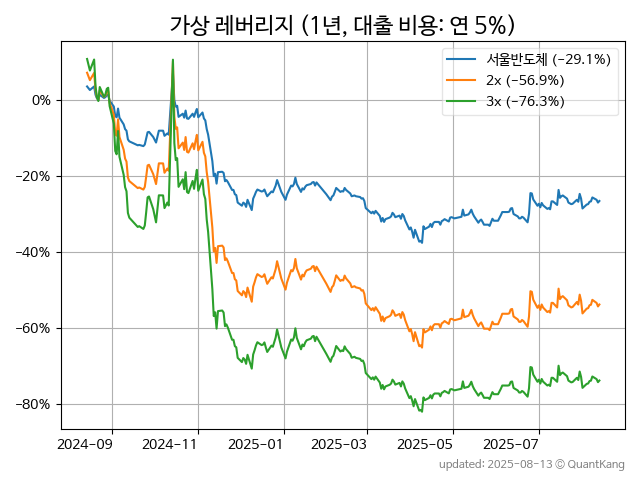 가상 레버리지 (1년, 대출 비용: 연 5%)
서울반도체 (−29.1%)
2x (−56.9%)
3x (−76.3%)
0%
−20%
−40%
−60%
−80%
2024−09 2024−11 2025−01 2025−03 2025−05 2025−07
updated: 2025-08-13 © QuantKang